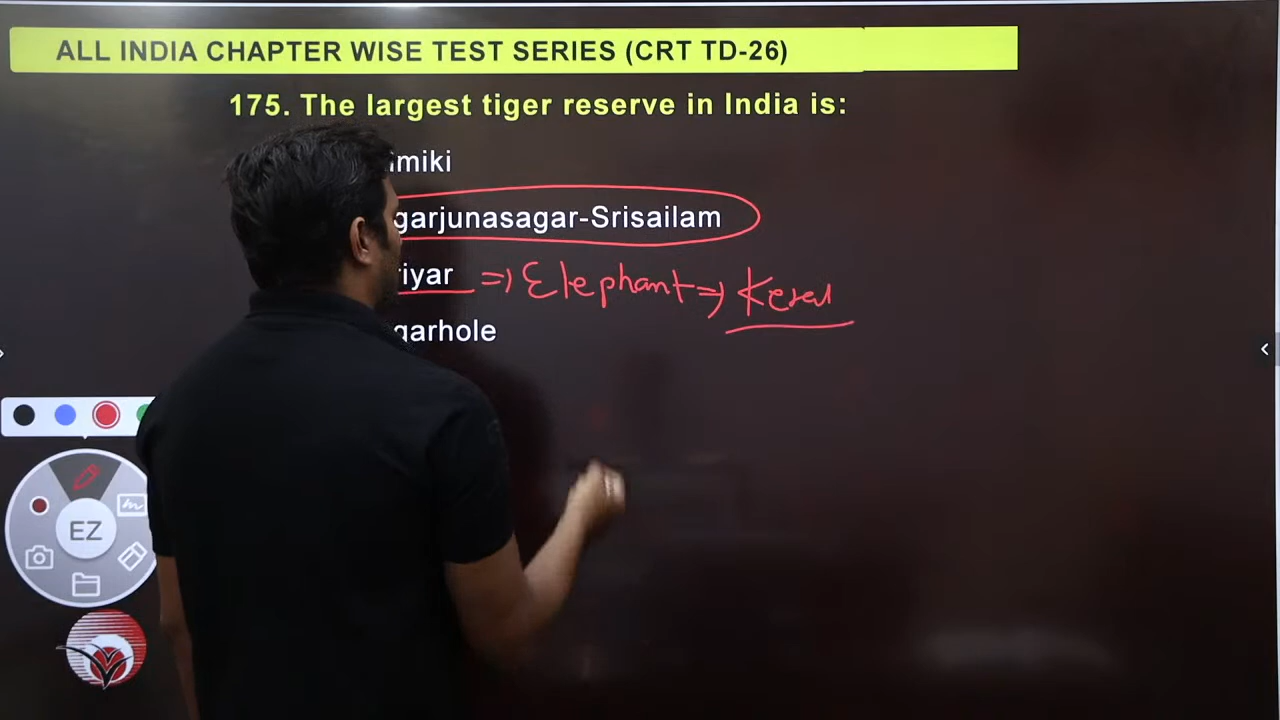 ALL INDIA CHAPTER WISE TEST SERIES (CRT TD-26)
175. The largest tiger reserve in India is:
imiki
garjunasagar-Srisailam
riyar ⇒ Elephant ⇒ Keral
garhole
EZ